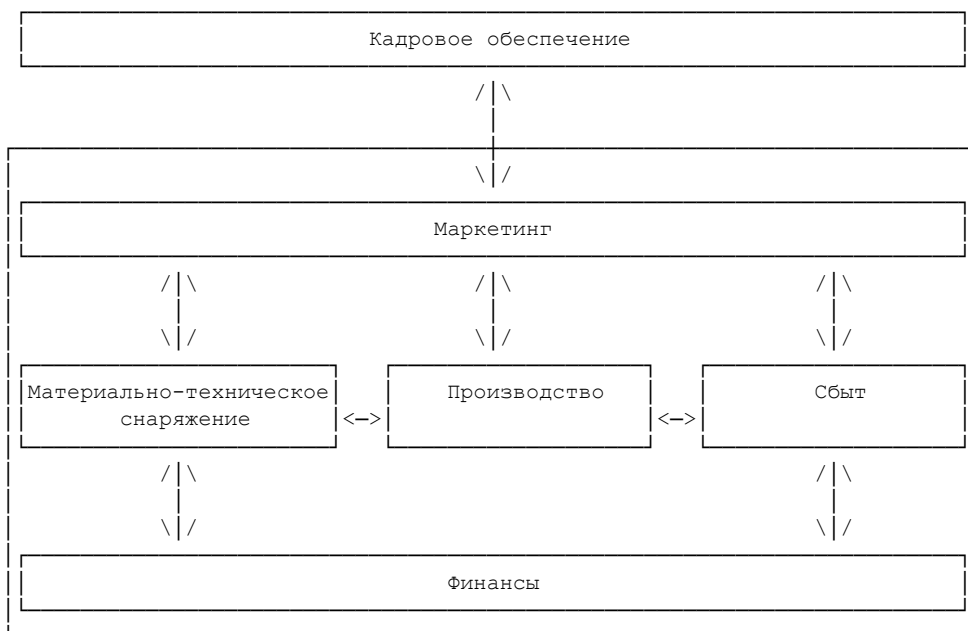 Кадровое обеспечение
Маркетинг
Материально-техническое
снаряжение
Производство
Сбыт
Финансы